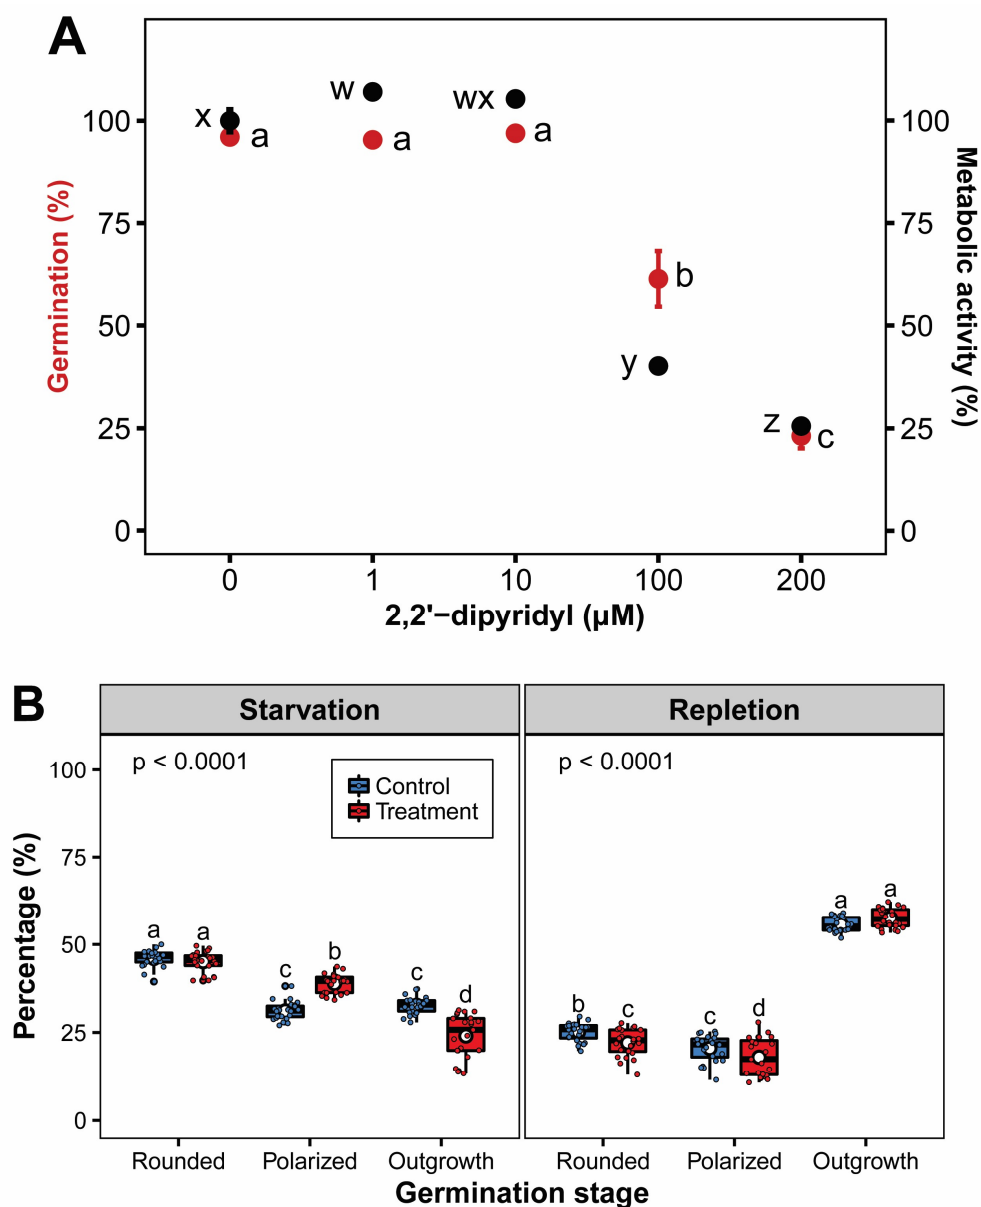 A
x
w
wx
a
a
a
b
y
z
c
100
75
50
25
0
100
75
50
25
0
Germination (%)
Metabolic activity (%)
0 1 10 100 200
2,2'−dipyridyl (µM)
B
Starvation
Repletion
p < 0.0001
p < 0.0001
Control
Treatment
100
75
50
25
0
Percentage (%)
a a c b c d
b c c d a a
Rounded Polarized Outgrowth
Rounded Polarized Outgrowth
Germination stage